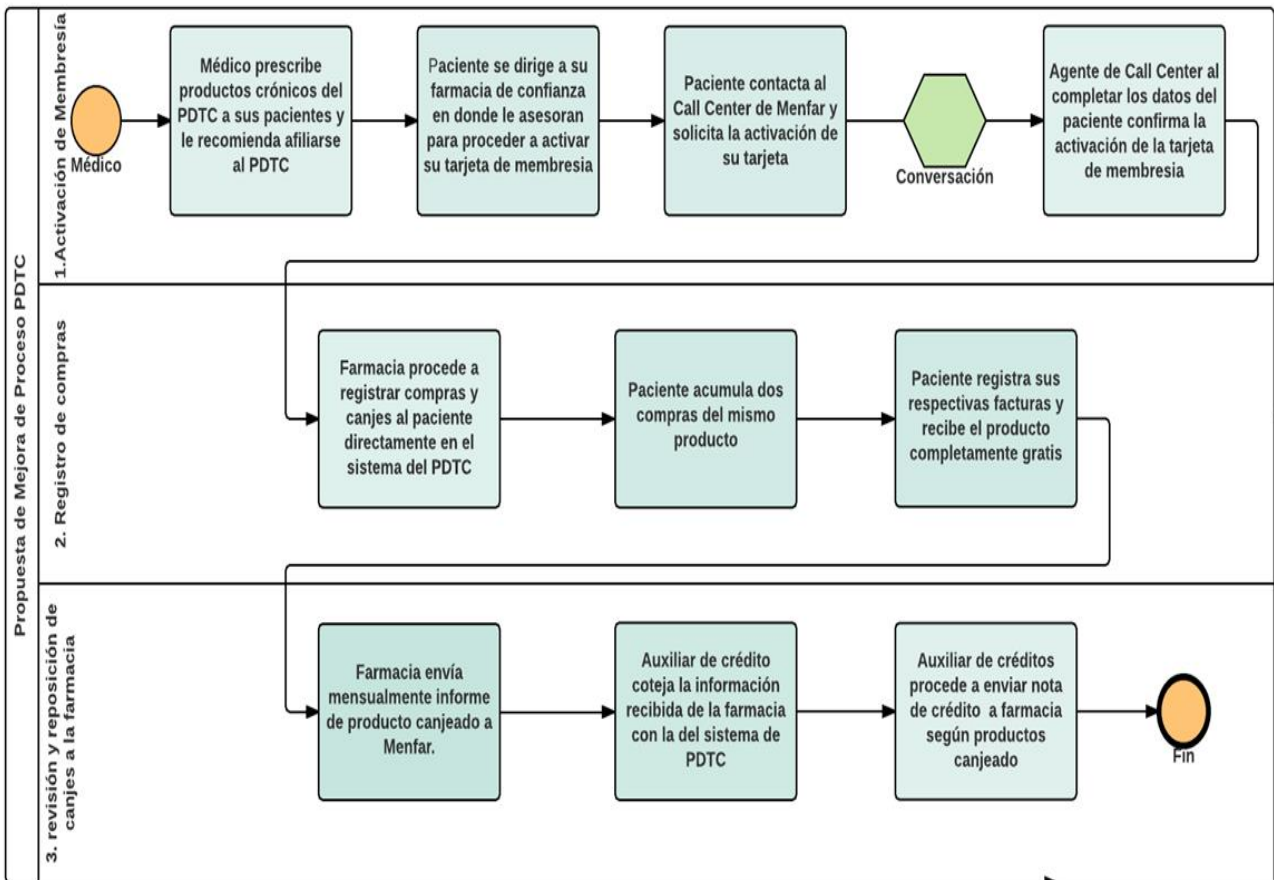 Propuesta de Mejora de Proceso PDTC
1.Activación de Membresía
Médico
Médico prescribe
productos crónicos del
PDTC a sus pacientes y
le recomienda afiliarse
al PDTC
Paciente se dirige a su
farmacia de confianza
en donde le asesoran
para proceder a activar
su tarjeta de membresia
Paciente contacta al
Call Center de Menfar y
solicita la activación de
su tarjeta
Conversación
Agente de Call Center al
completar los datos del
paciente confirma la
activación de la tarjeta
de membresia
2. Registro de compras
Farmacia procede a
registrar compras y
canjes al paciente
directamente en el
sistema del PDTC
Paciente acumula dos
compras del mismo
producto
Paciente registra sus
respectivas facturas y
recibe el producto
completamente gratis
3. revisión y reposición de
canjes a la farmacia
Farmacia envía
mensualmente informe
de producto canjeado a
Menfar.
Auxiliar de crédito
coteja la información
recibida de la farmacia
con la del sistema de
PDTC
Auxiliar de créditos
procede a enviar nota
de crédito a farmacia
según productos
canjeado
Fin